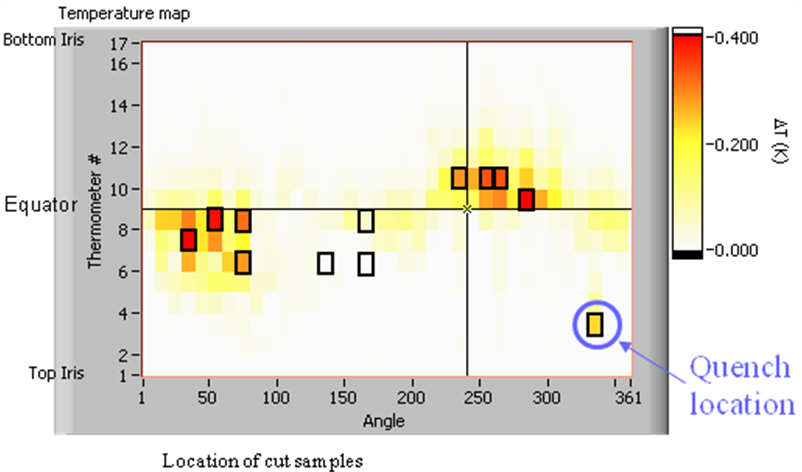 Temperature map
Bottom Iris
Equator
Top Iris
Thermometer #
17
16
14
12
10
8
6
4
2
1
1 50 100 150 200 250 300 361
Angle
0.400
0.200
0.000
ΔT (K)
Quench
location
Location of cut samples